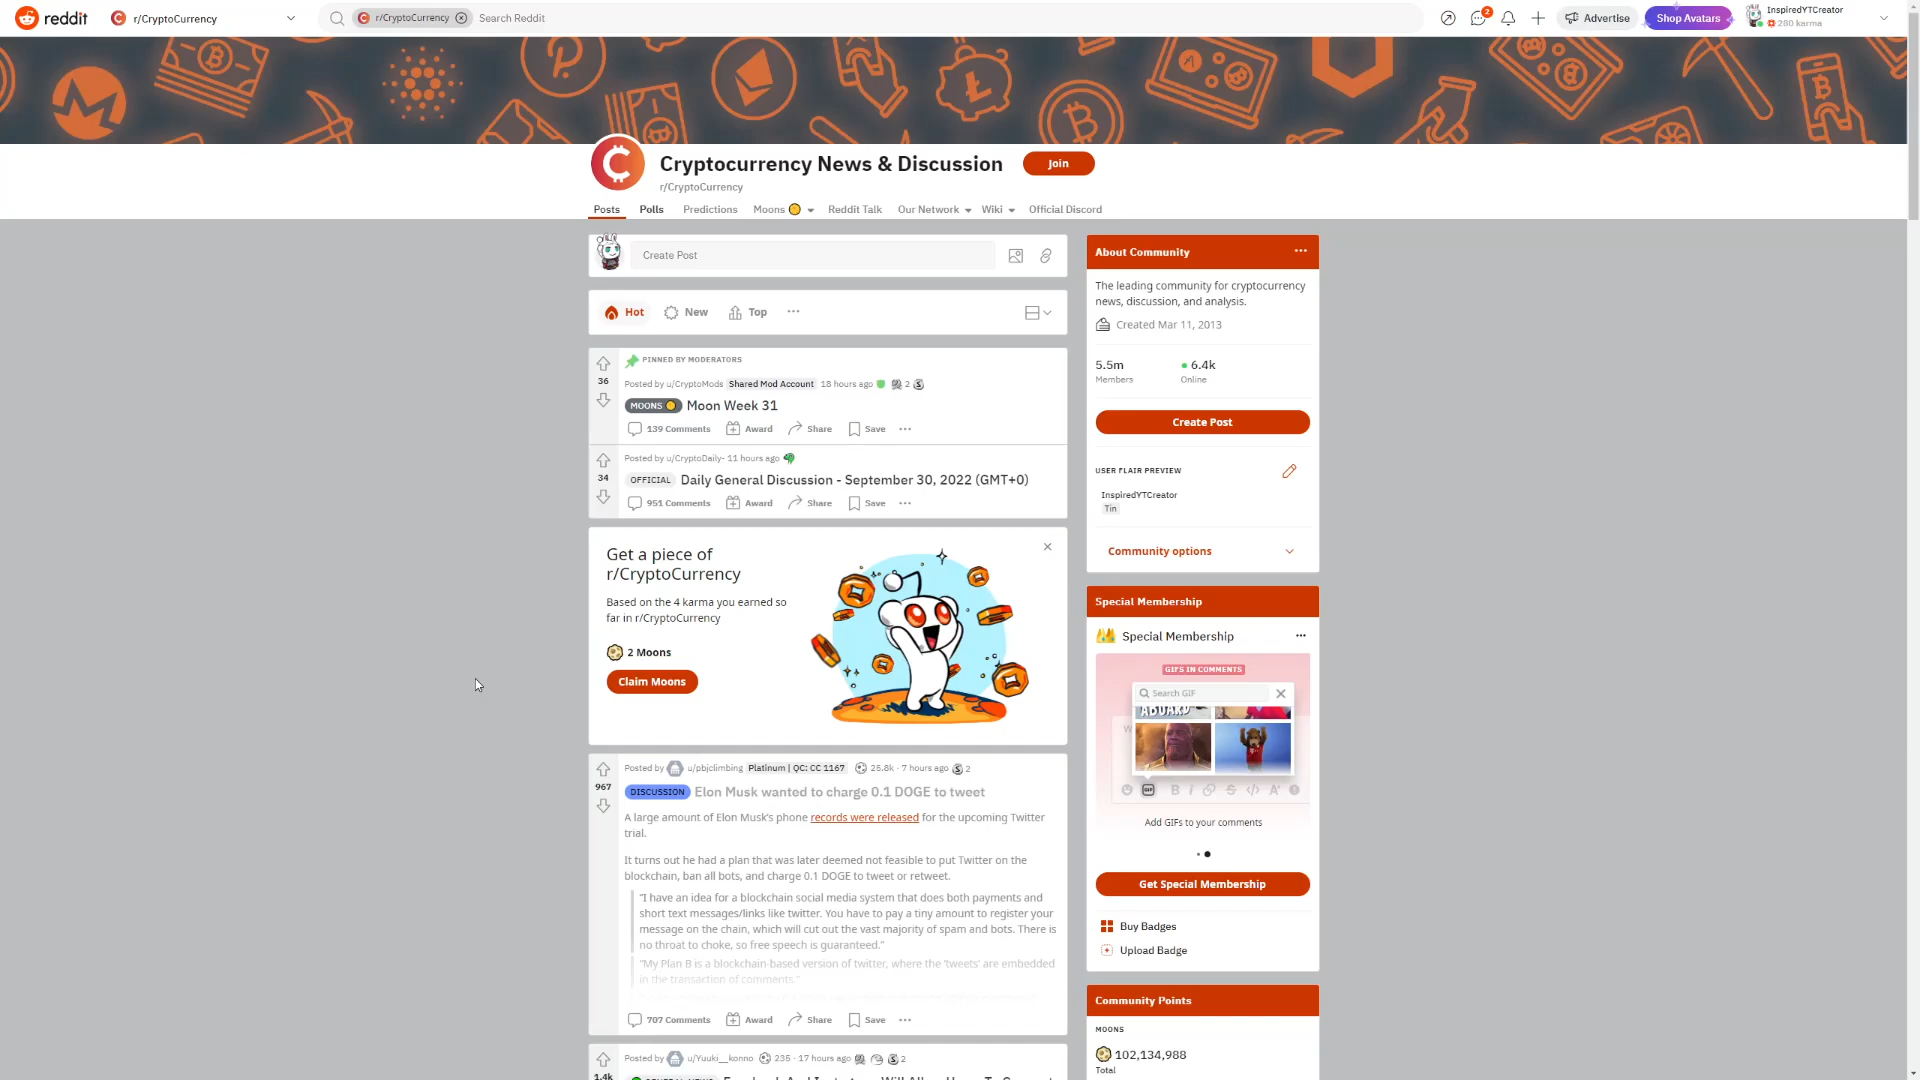 reddit
r/CryptoCurrency
r/CryptoCurrency
Search Reddit
2
Advertise
Shop Avatars
InspiredYTCreator
280 karma
Cryptocurrency News & Discussion
Join
r/CryptoCurrency
Posts
Polls
Predictions
Moons
Reddit Talk
Our Network
Wiki
Official Discord
Create Post
Hot
New
Top
PINNED BY MODERATORS
36
Posted by u/CryptoMods Shared Mod Account 18 hours ago 2
MOONS Moon Week 31
139 Comments Award Share Save
Posted by u/CryptoDaily- 11 hours ago
34
OFFICIAL Daily General Discussion - September 30, 2022 (GMT+0)
951 Comments Award Share Save
Get a piece of
r/CryptoCurrency
Based on the 4 karma you earned so
far in r/CryptoCurrency
2 Moons
Claim Moons
Posted by u/pbjclimbing Platinum | QC: CC 1167 25.8k · 7 hours ago 2
967
DISCUSSION Elon Musk wanted to charge 0.1 DOGE to tweet
A large amount of Elon Musk's phone records were released for the upcoming Twitter
trial.
It turns out he had a plan that was later deemed not feasible to put Twitter on the
blockchain, ban all bots, and charge 0.1 DOGE to tweet or retweet.
"I have an idea for a blockchain social media system that does both payments and
short text messages/links like twitter. You have to pay a tiny amount to register your
message on the chain, which will cut out the vast majority of spam and bots. There is
no throat to choke, so free speech is guaranteed."
"My Plan B is a blockchain-based version of twitter, where the 'tweets' are embedded
in the transaction of comments."
707 Comments Award Share Save
Posted by u/Yuuki__konno 235 · 17 hours ago 2
1.4k
About Community
The leading community for cryptocurrency
news, discussion, and analysis.
Created Mar 11, 2013
5.5m
Members
6.4k
Online
Create Post
USER FLAIR PREVIEW
InspiredYTCreator
Tin
Community options
Special Membership
Special Membership
GIFS IN COMMENTS
Search GIF
Add GIFs to your comments
Get Special Membership
Buy Badges
Upload Badge
Community Points
MOONS
102,134,988
Total